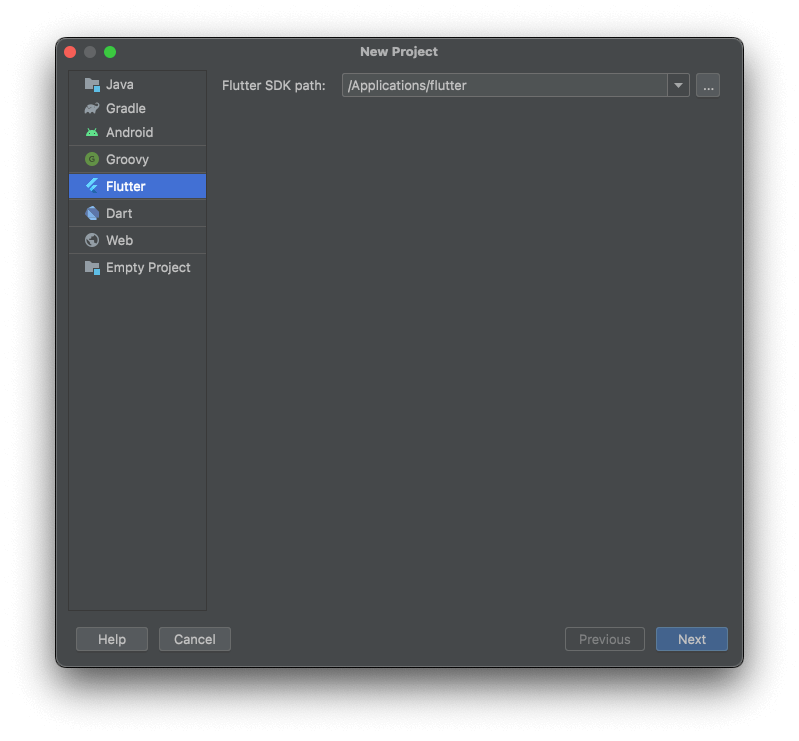 New Project
Java
Gradle
Android
G Groovy
Flutter
Dart
Web
Empty Project
Flutter SDK path: /Applications/flutter ...
Help Cancel Previous Next